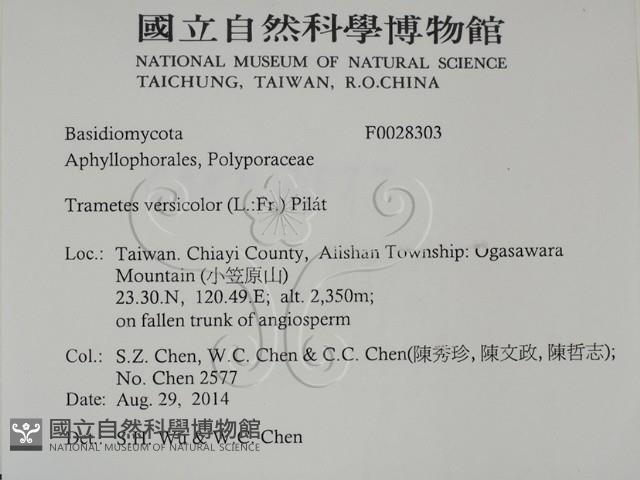 國立自然科學博物館
NATIONAL MUSEUM OF NATURAL SCIENCE
TAICHUNG, TAIWAN, R.O.CHINA
Basidiomycota F0028303
Aphyllophorales, Polyporaceae
Trametes versicolor (L.:Fr.) Pilát
Loc.: Taiwan. Chiayi County, Alishan Township: Ogasawara
Mountain (小笠原山)
23.30.N, 120.49.E; alt. 2,350m;
on fallen trunk of angiosperm
Col.: S.Z. Chen, W.C. Chen & C.C. Chen(陳秀珍, 陳文政, 陳哲志);
No. Chen 2577
Date: Aug. 29, 2014
Det.: S.H. Wu & W.C. Chen
國立自然科學博物館
NATIONAL MUSEUM OF NATURAL SCIENCE